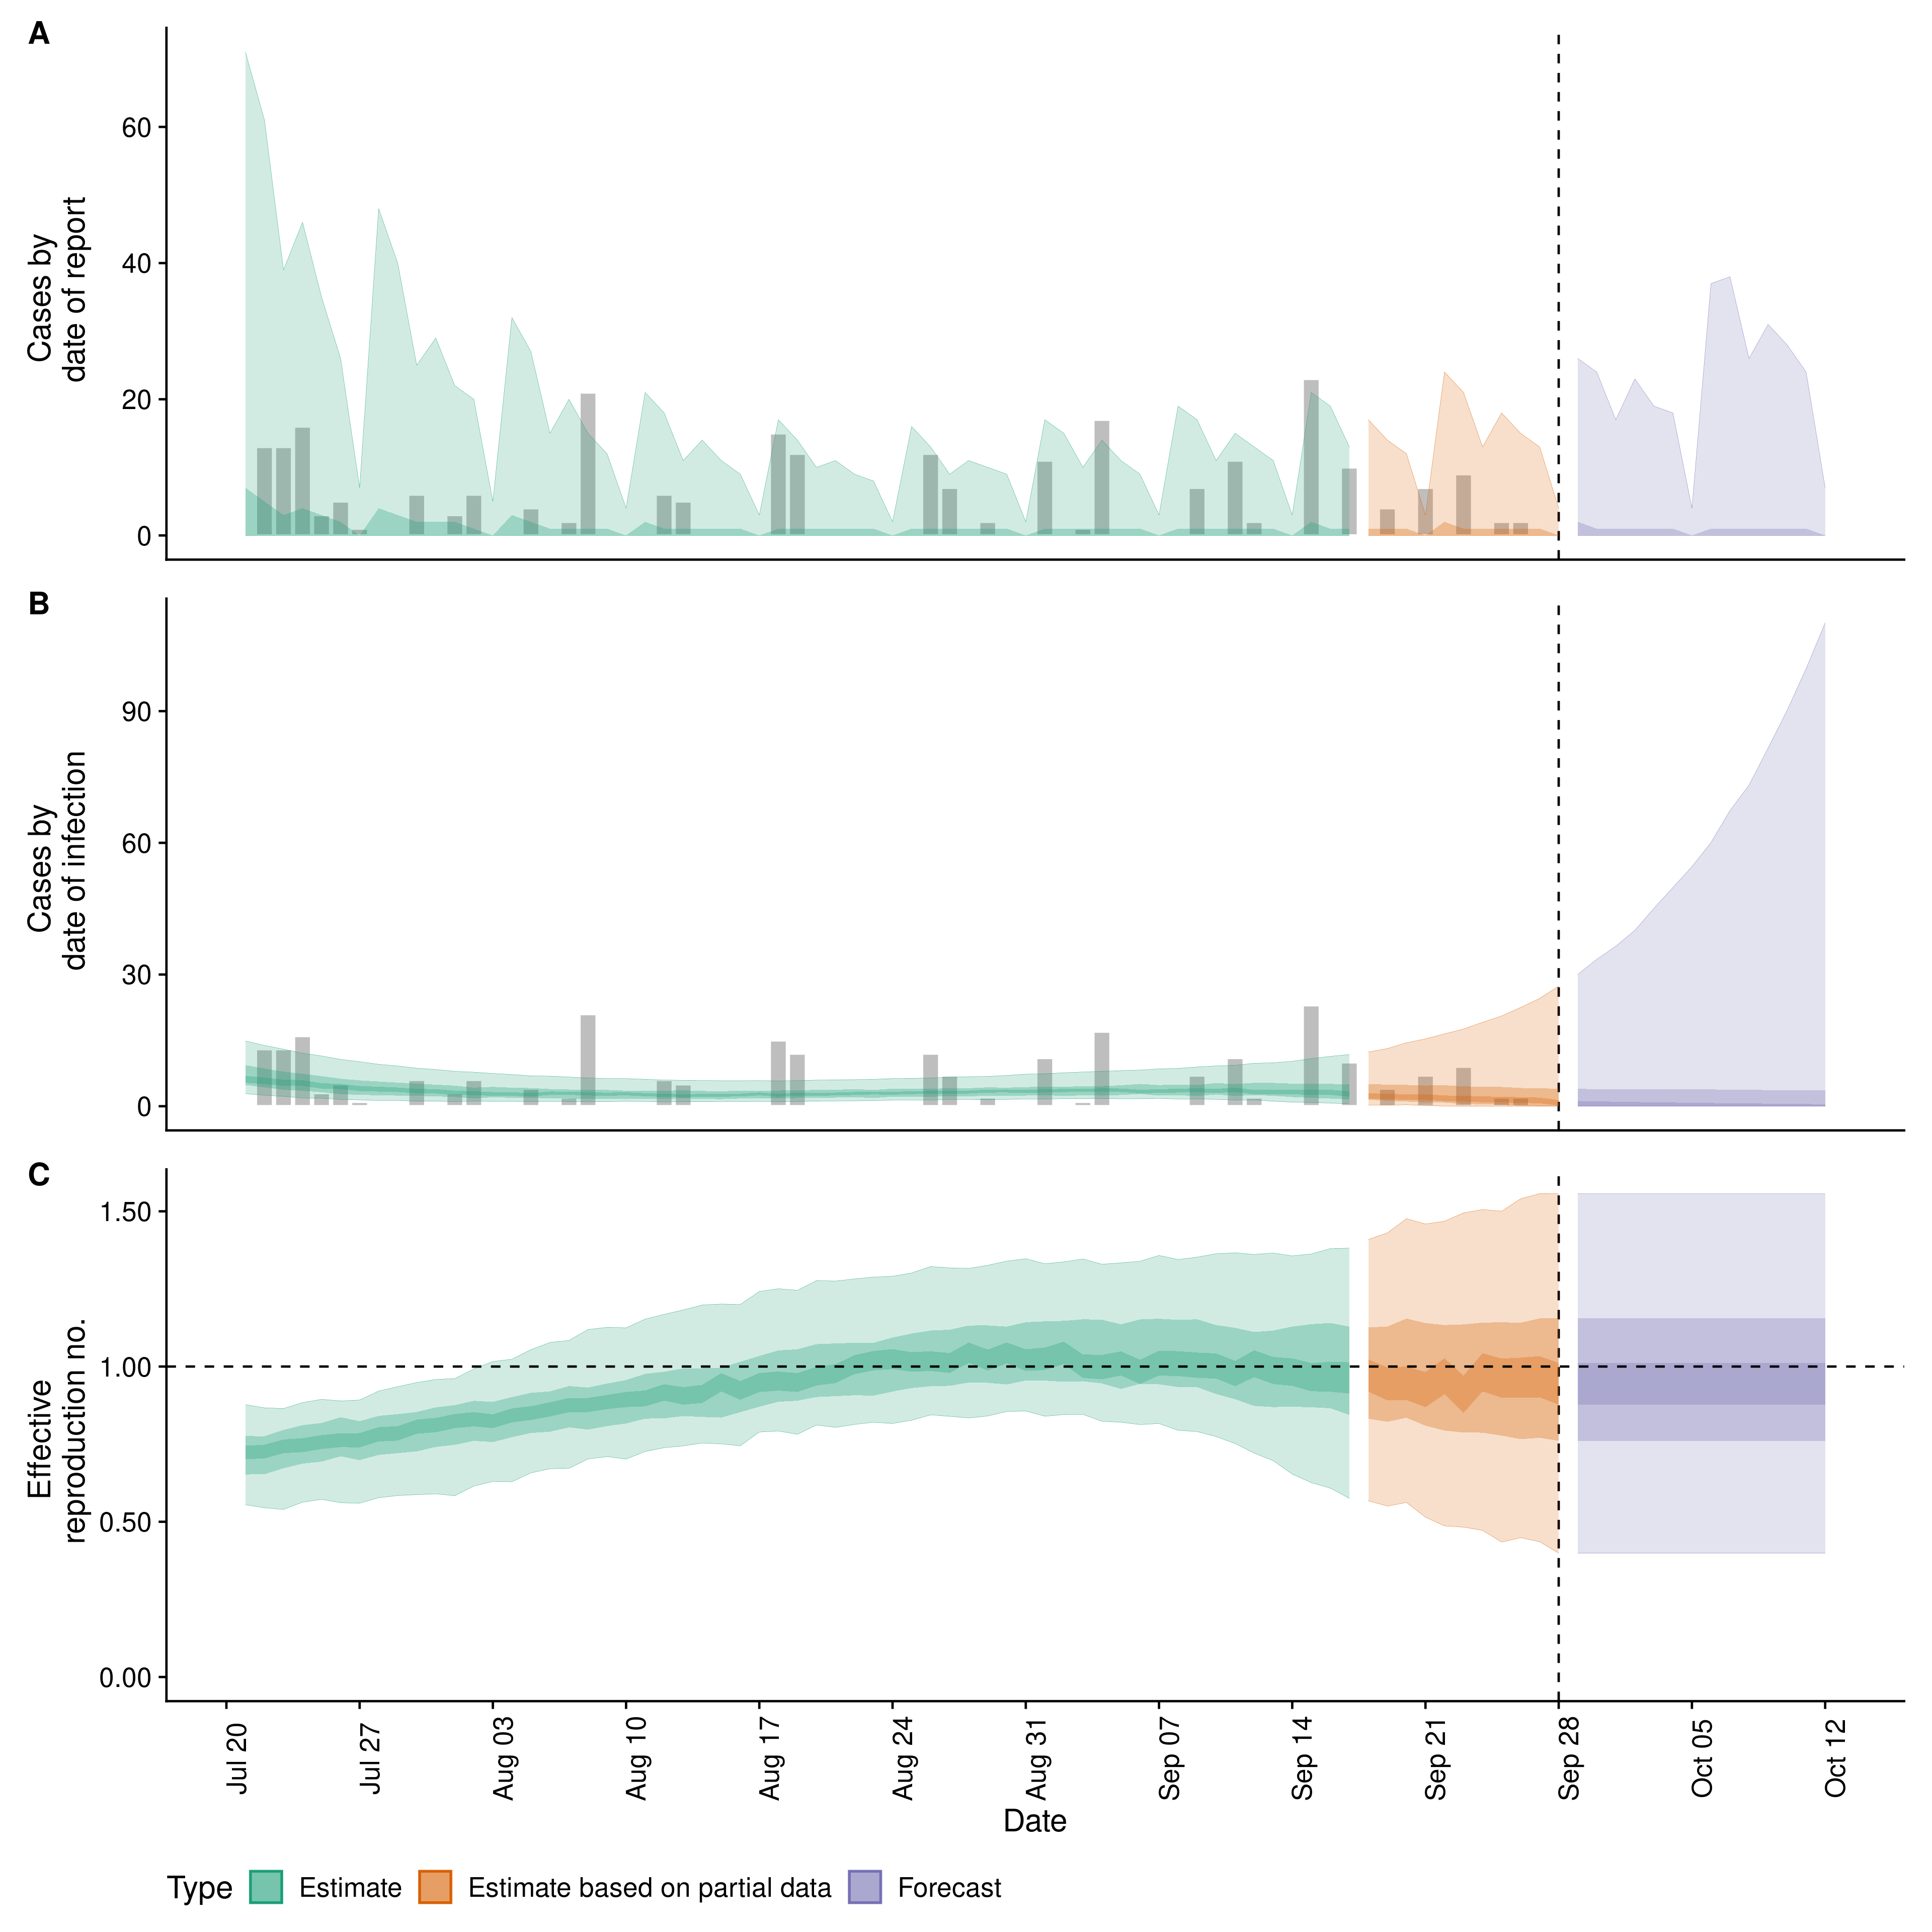 A
Cases by
date of report
60
40
20
0
B
Cases by
date of infection
90
60
30
0
C
Effective
reproduction no.
1.50
1.00
0.50
0.00
Jul 20
Jul 27
Aug 03
Aug 10
Aug 17
Aug 24
Aug 31
Sep 07
Sep 14
Sep 21
Sep 28
Oct 05
Oct 12
Date
Type Estimate Estimate based on partial data Forecast